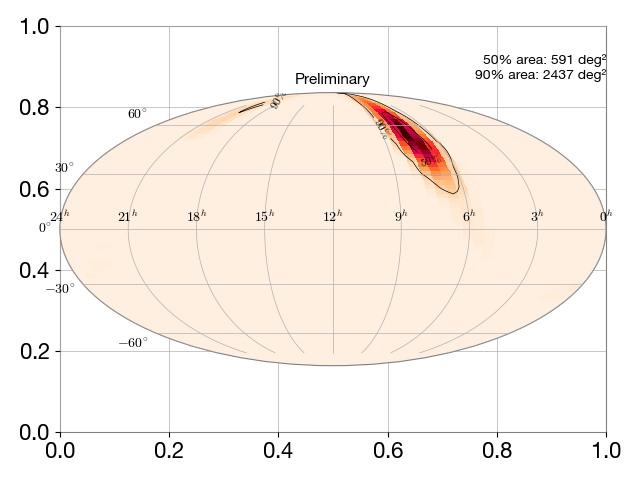 1.0
50% area: 591 deg²
90% area: 2437 deg²
Preliminary
90%
0.8
60°
90%
50%
30°
0.6
24ʰ 21ʰ 18ʰ 15ʰ 12ʰ 9ʰ 6ʰ 3ʰ 0ʰ
0°
0.4
−30°
−60°
0.2
0.0
0.0 0.2 0.4 0.6 0.8 1.0